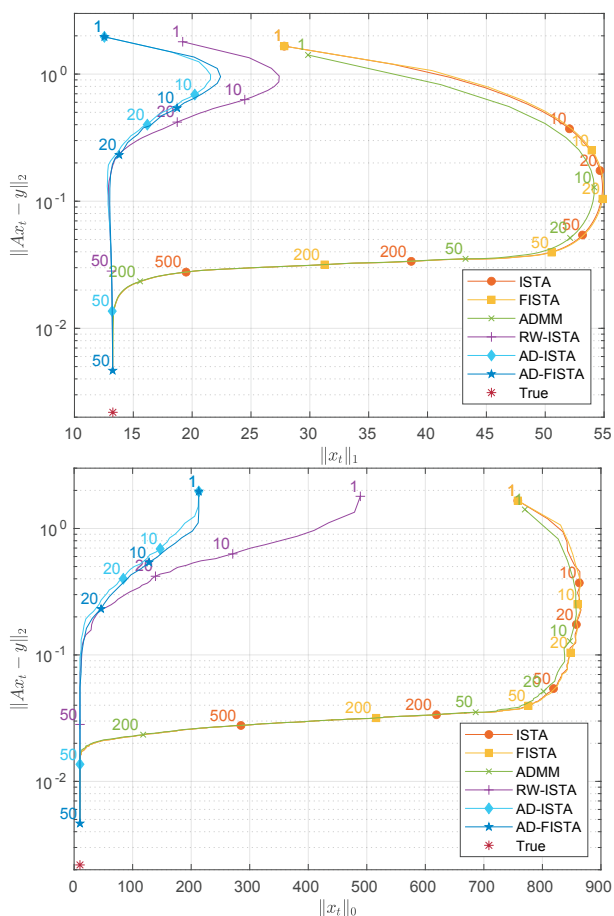 1 1 1 1
10 10 10
20 20 20
10 10
20 10
20
20 50
50 200 500 200 50 50
50
50
‖Ax_t − y‖_2
10^0
10^-1
10^-2
ISTA
FISTA
ADMM
RW-ISTA
AD-ISTA
AD-FISTA
True
10 15 20 25 30 35 40 45 50 55
‖x_t‖_1
1 1 1
10 10 10
20 20 20
10 10
20 10
20
20 50
50 200 500 200 200 50 50
50
50
‖Ax_t − y‖_2
10^0
10^-1
10^-2
ISTA
FISTA
ADMM
RW-ISTA
AD-ISTA
AD-FISTA
True
0 100 200 300 400 500 600 700 800 900
‖x_t‖_0